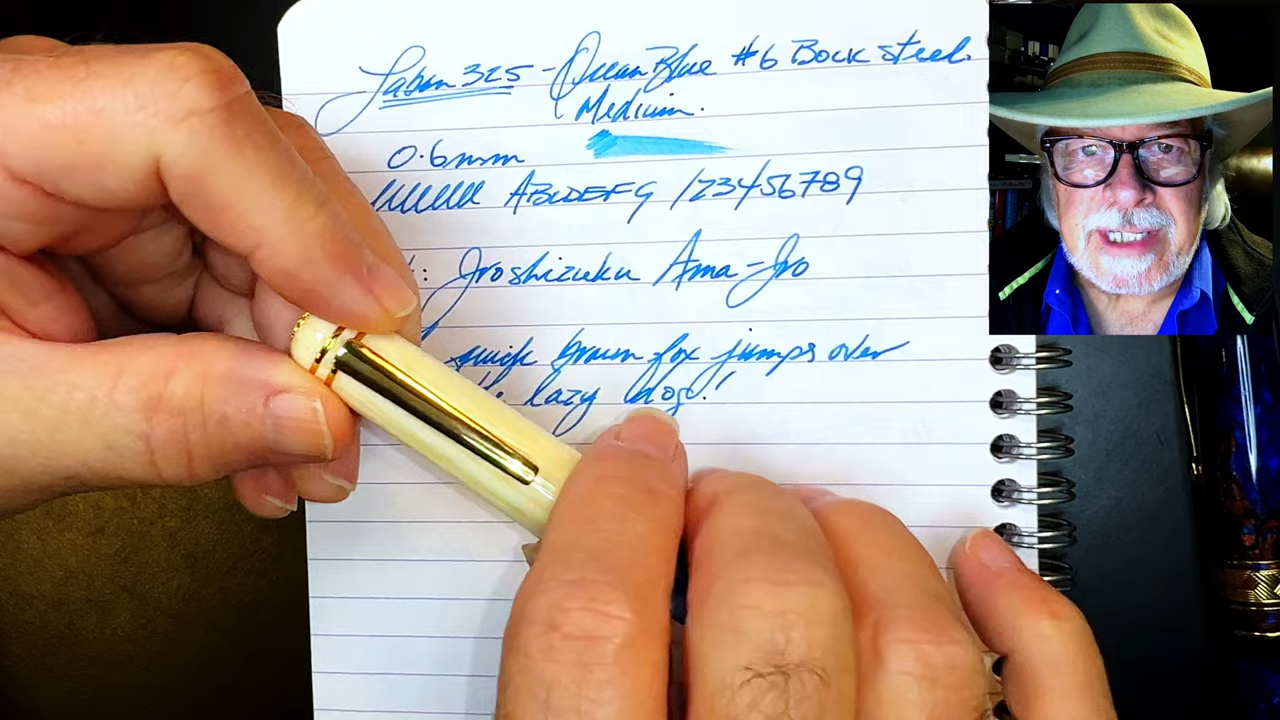 Laban 325 - Ocean Blue #6 Bock steel.
Medium.
0.6mm
ABCDEFG 123456789
: Iroshizuku Ama-Iro
quick brown fox jumps over
lazy dog!